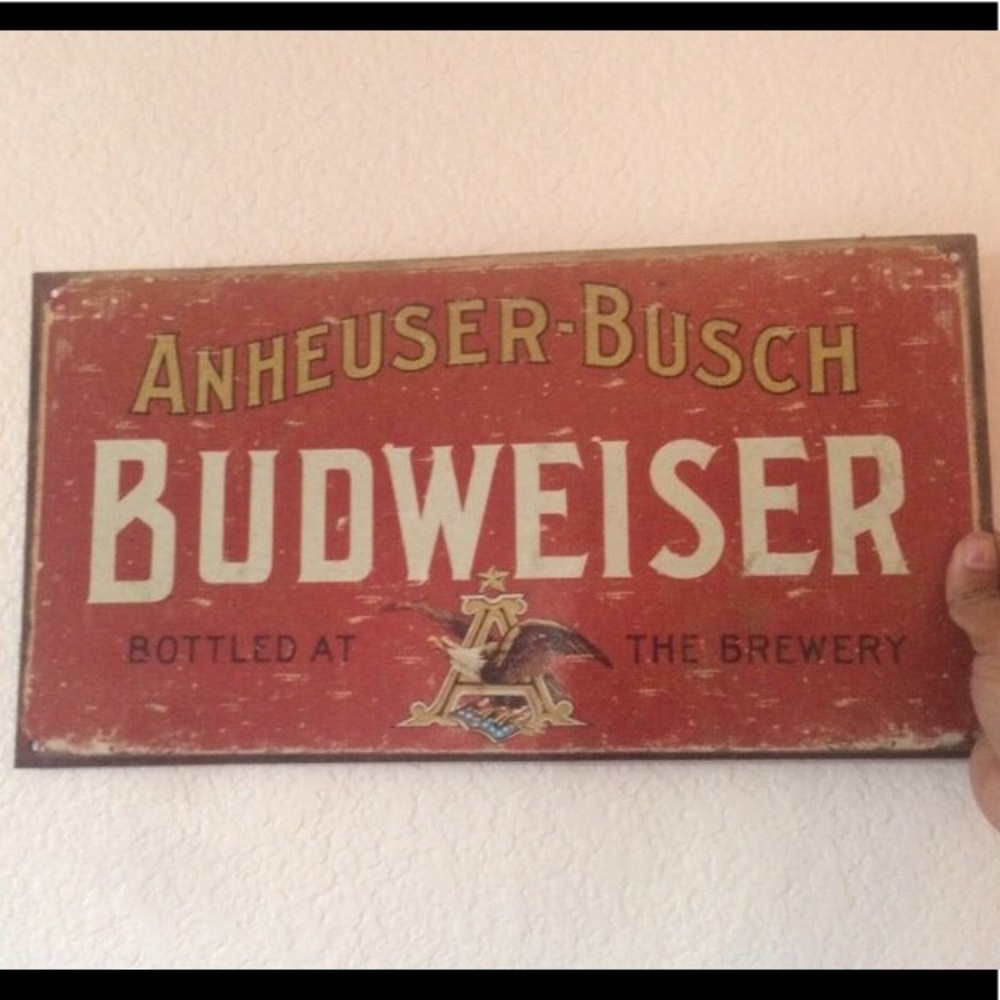 ANHEUSER-BUSCH
BUDWEISER
BOTTLED AT THE BREWERY